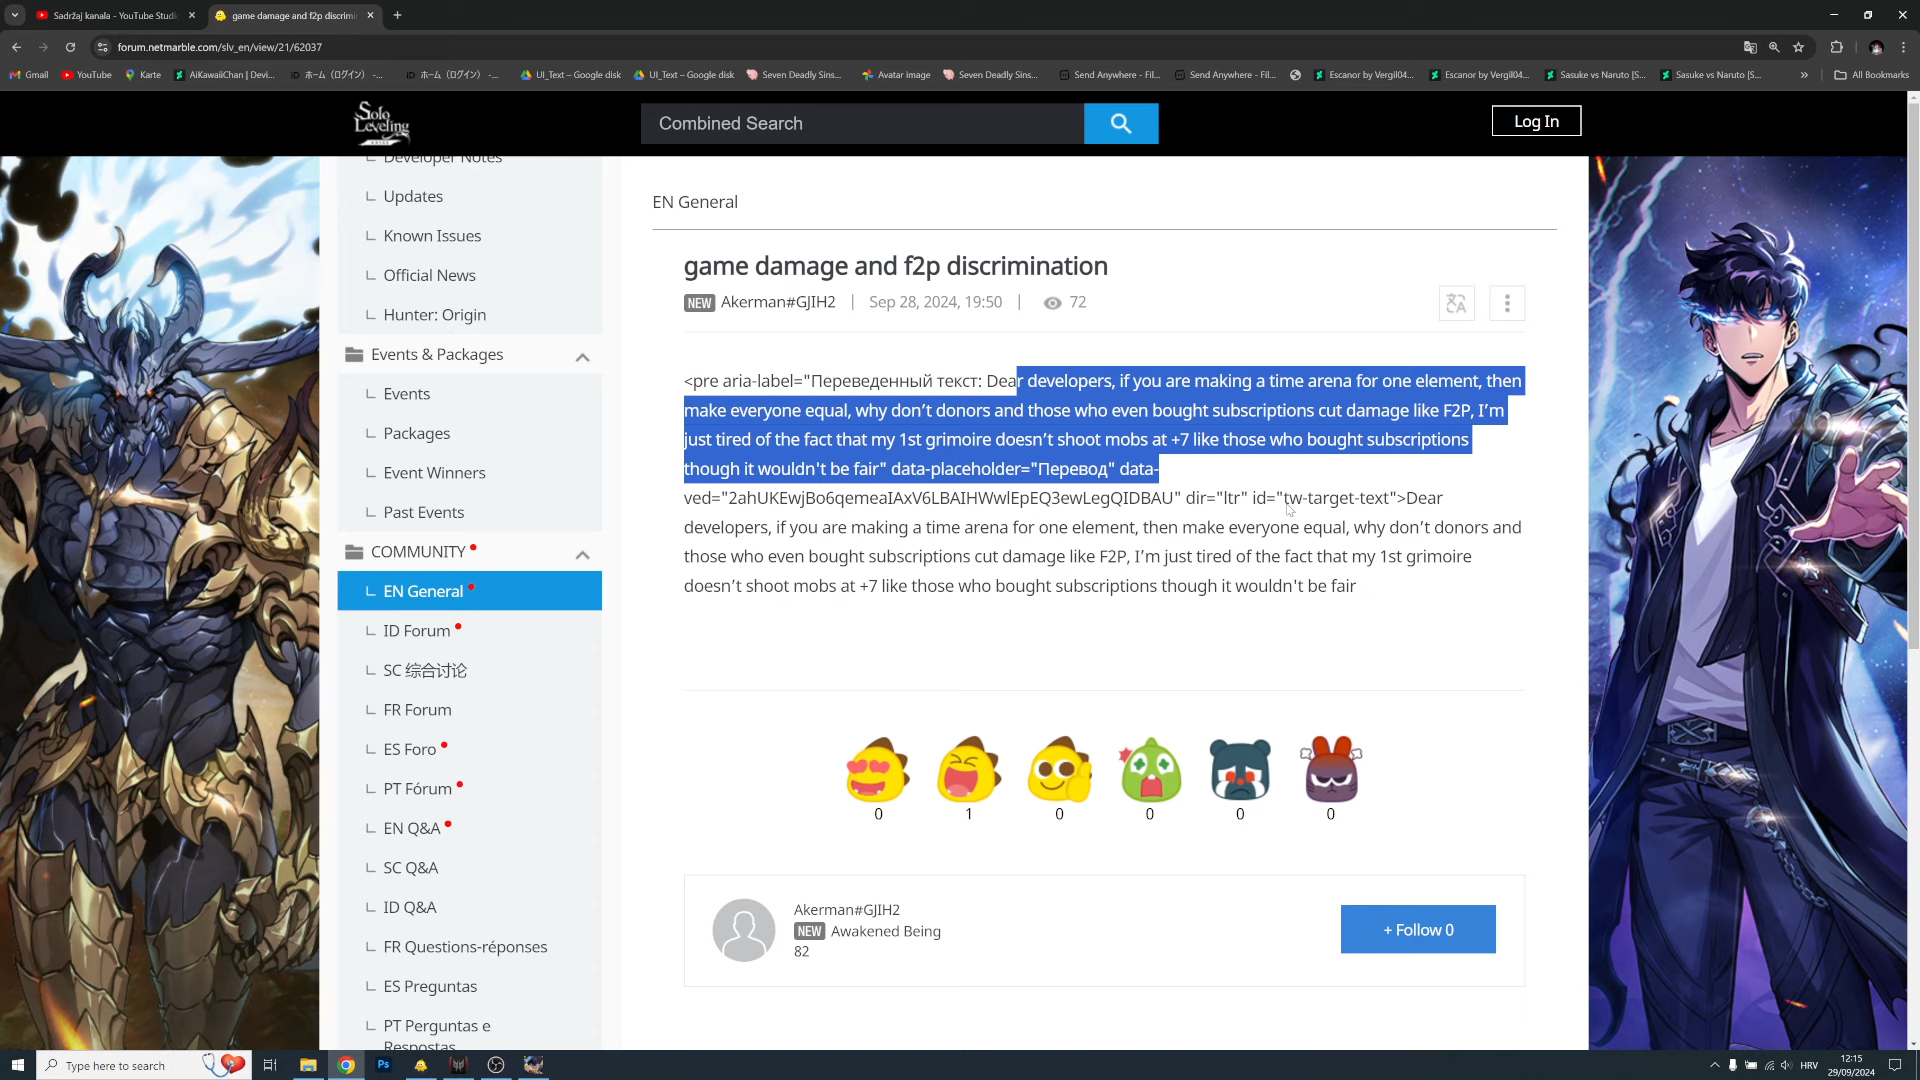 Sadržaj kanala - YouTube Studi
game damage and f2p discrimin
forum.netmarble.com/slv_en/view/21/62037
Gmail
YouTube
Karte
AiKawaiiChan | Devi...
ホーム（ログイン） -...
ホーム（ログイン） -...
UI_Text – Google disk
UI_Text – Google disk
Seven Deadly Sins...
Avatar image
Seven Deadly Sins...
Send Anywhere - Fil...
Send Anywhere - Fil...
Escanor by Vergil04...
Escanor by Vergil04...
Sasuke vs Naruto [S...
Sasuke vs Naruto [S...
All Bookmarks
Solo Leveling
Combined Search
Log In
Developer Notes
Updates
Known Issues
Official News
Hunter: Origin
Events & Packages
Events
Packages
Event Winners
Past Events
COMMUNITY
EN General
ID Forum
SC 综合讨论
FR Forum
ES Foro
PT Fórum
EN Q&A
SC Q&A
ID Q&A
FR Questions-réponses
ES Preguntas
PT Perguntas e
Respostas
EN General
game damage and f2p discrimination
NEW Akerman#GJIH2 | Sep 28, 2024, 19:50 | 72
<pre aria-label="Переведенный текст: Dear developers, if you are making a time arena for one element, then
make everyone equal, why don’t donors and those who even bought subscriptions cut damage like F2P, I’m
just tired of the fact that my 1st grimoire doesn’t shoot mobs at +7 like those who bought subscriptions
though it wouldn't be fair" data-placeholder="Перевод" data-
ved="2ahUKEwjBo6qemeaIAxV6LBAIHWwlEpEQ3ewLegQIDBAU" dir="ltr" id="tw-target-text">Dear
developers, if you are making a time arena for one element, then make everyone equal, why don’t donors and
those who even bought subscriptions cut damage like F2P, I’m just tired of the fact that my 1st grimoire
doesn’t shoot mobs at +7 like those who bought subscriptions though it wouldn't be fair
0 1 0 0 0 0
Akerman#GJIH2
NEW Awakened Being
82
+ Follow 0
Type here to search
Ps
HRV
12:15
29/09/2024